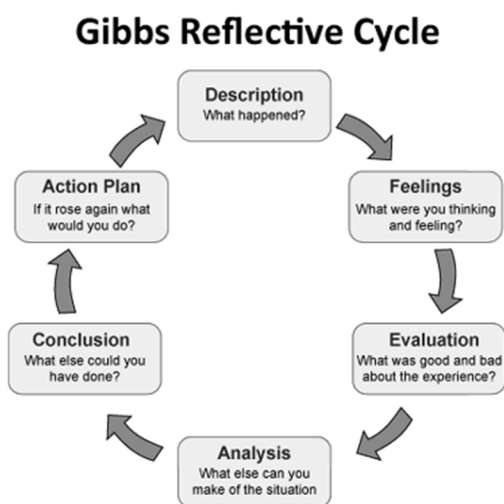 Gibbs Reflective Cycle
Description
What happened?
Feelings
What were you thinking
and feeling?
Evaluation
What was good and bad
about the experience?
Analysis
What else can you
make of the situation
Conclusion
What else could you
have done?
Action Plan
If it rose again what
would you do?